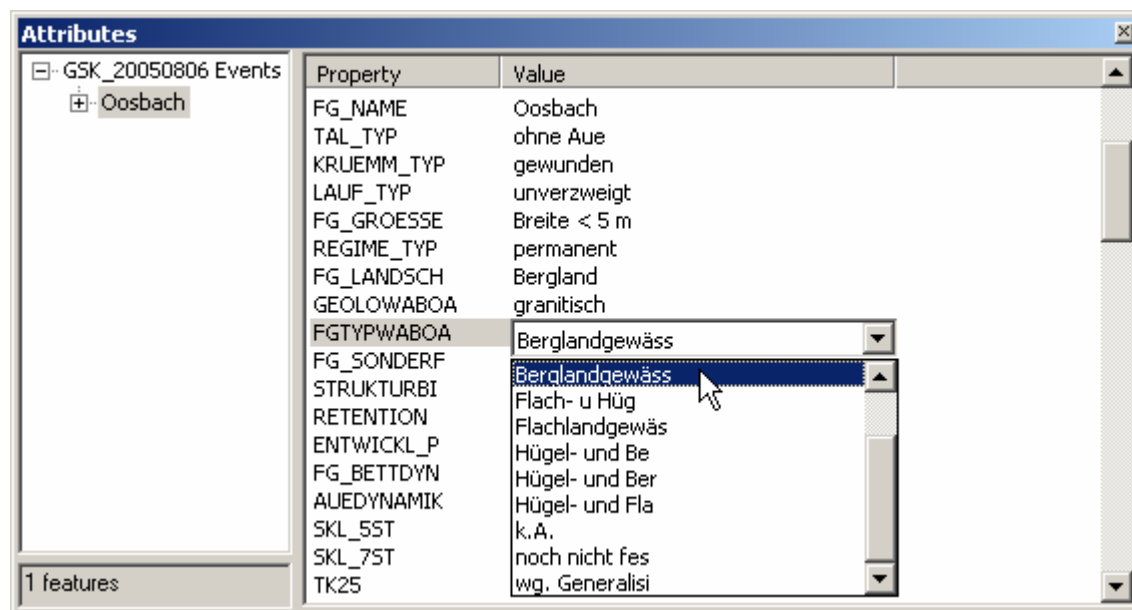 Attributes
GSK_20050806 Events
Oosbach
1 features
Property Value
FG_NAME Oosbach
TAL_TYP ohne Aue
KRUEMM_TYP gewunden
LAUF_TYP unverzweigt
FG_GROESSE Breite < 5 m
REGIME_TYP permanent
FG_LANDSCH Bergland
GEOLOWABOA granitisch
FGTYPWABOA Berglandgewäss
FG_SONDERF Berglandgewäss
STRUKTURBI Flach- u Hüg
RETENTION Flachlandgewäs
ENTWICKL_P Hügel- und Be
FG_BETTDYN Hügel- und Ber
AUEDYNAMIK Hügel- und Fla
SKL_5ST k.A.
SKL_7ST noch nicht fes
TK25 wg. Generalisi